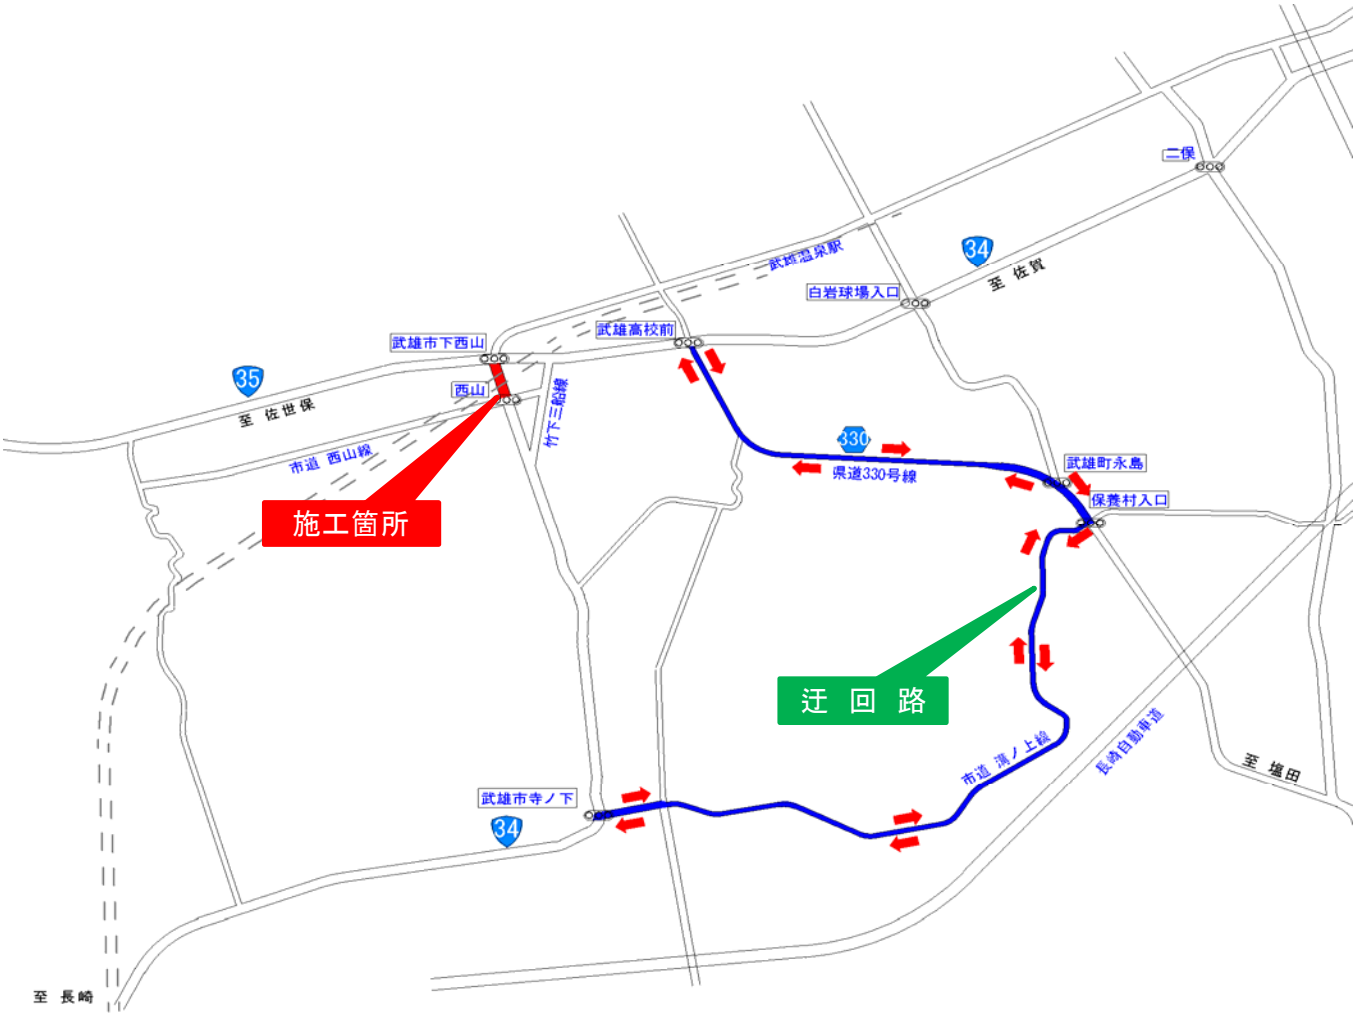 二俣
34
至 佐賀
武雄温泉駅
白岩球場入口
武雄高校前
武雄市下西山
35
至 佐世保
西山
竹下三船線
市道 西山線
施工箇所
330
県道330号線
武雄町永島
保養村入口
迂 回 路
市道 溝ノ上線
長崎自動車道
至 塩田
武雄市寺ノ下
34
至 長崎